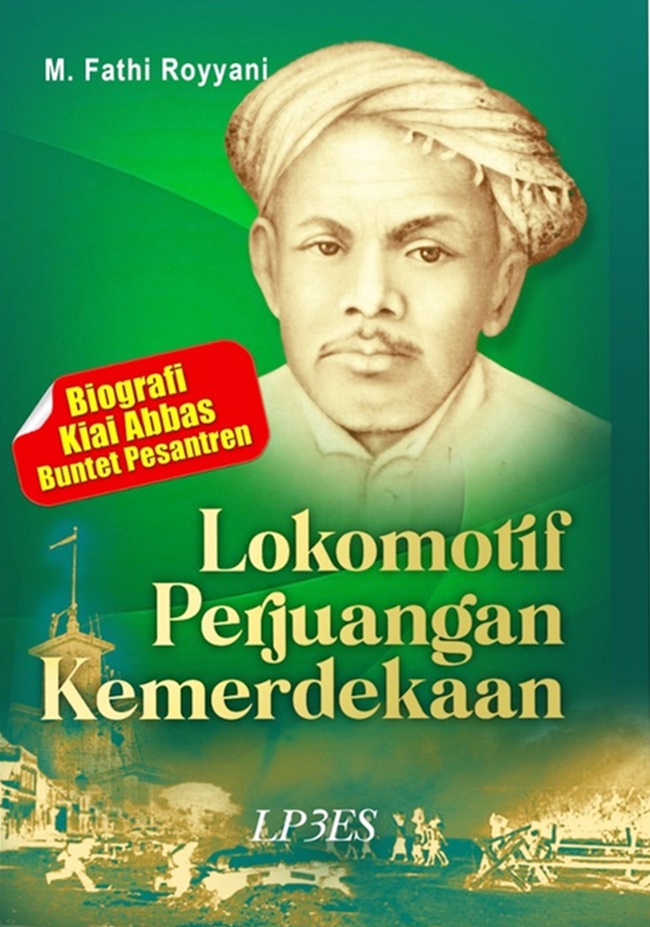 M. Fathi Royyani
Biografi
Kiai Abbas
Buntet Pesantren
Lokomotif
Perjuangan
Kemerdekaan
LP3ES